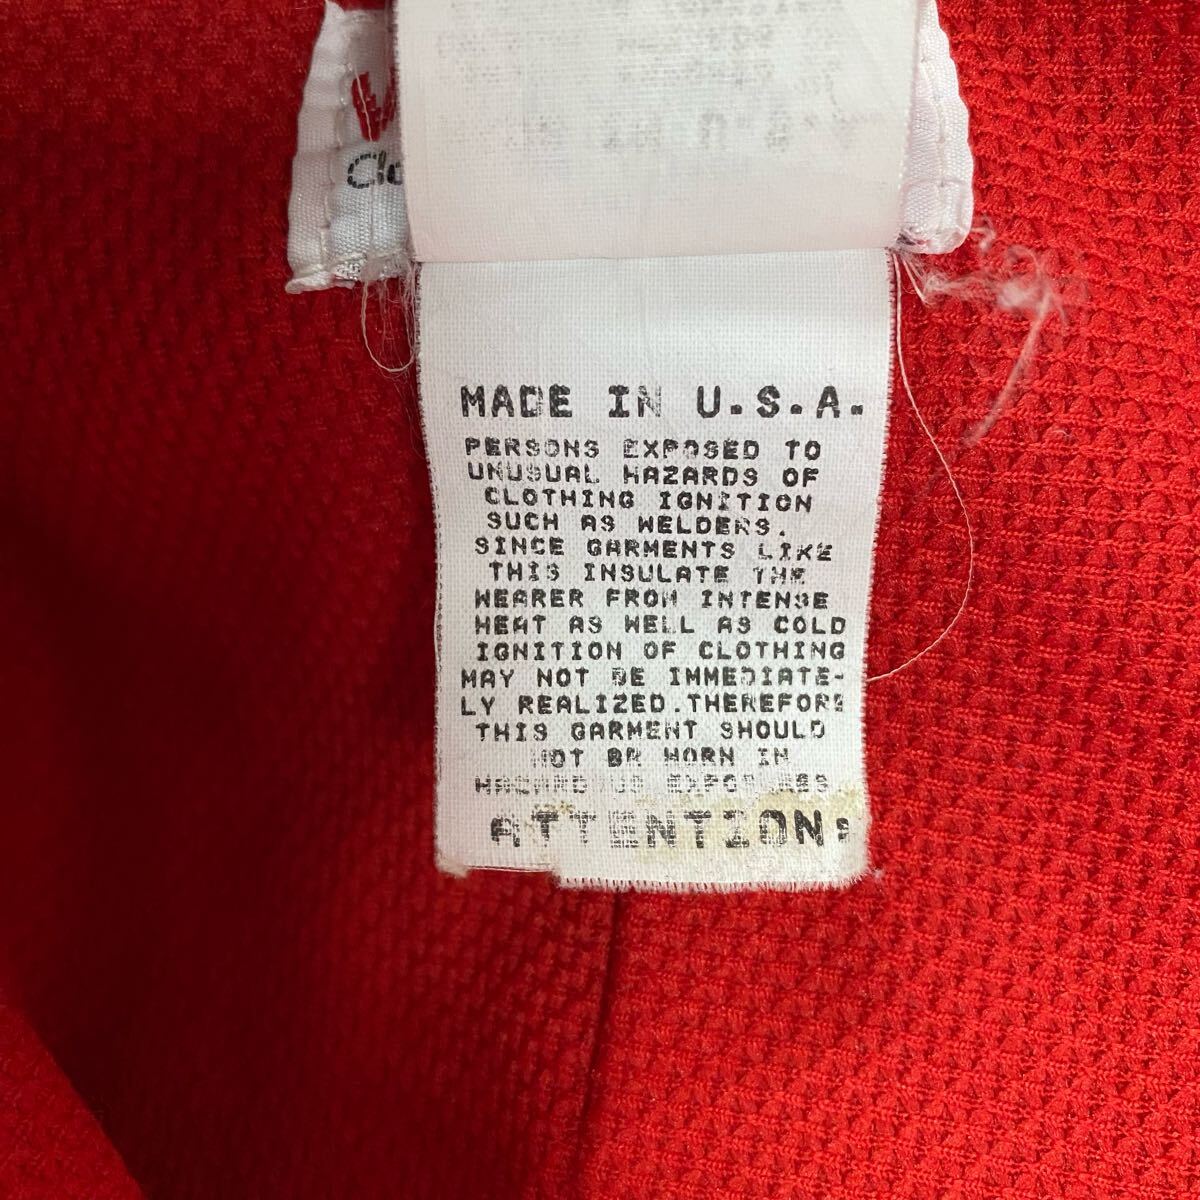 MADE IN U.S.A.
PERSONS EXPOSED TO
UNUSUAL HAZARDS OF
CLOTHING IGNITION
SUCH AS WELDERS.
SINCE GARMENTS LIKE
THIS INSULATE THE
WEARER FROM INTENSE
HEAT AS WELL AS COLD
IGNITION OF CLOTHING
MAY NOT BE IMMEDIATE-
LY REALIZED.THEREFORE
THIS GARMENT SHOULD
NOT BR WORN IN
ATTENTION: